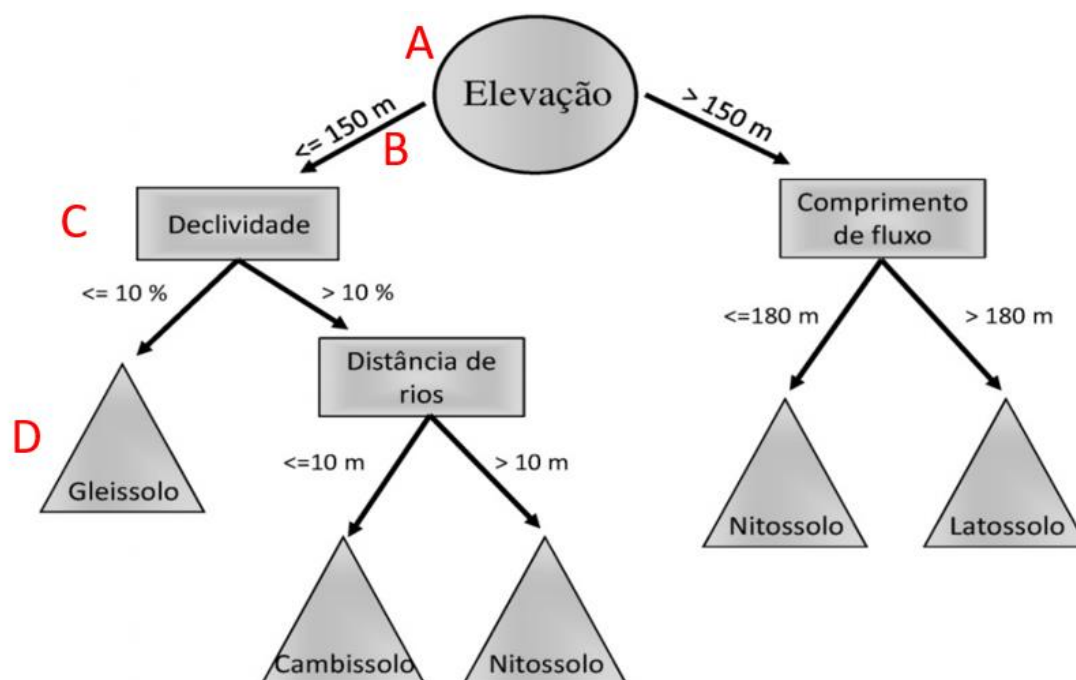 A
Elevação
<= 150 m
B
> 150 m
C
Declividade
Comprimento
de fluxo
<= 10 %
> 10 %
<=180 m
> 180 m
Distância de
rios
D
Gleissolo
<=10 m
> 10 m
Nitossolo
Latossolo
Cambissolo
Nitossolo